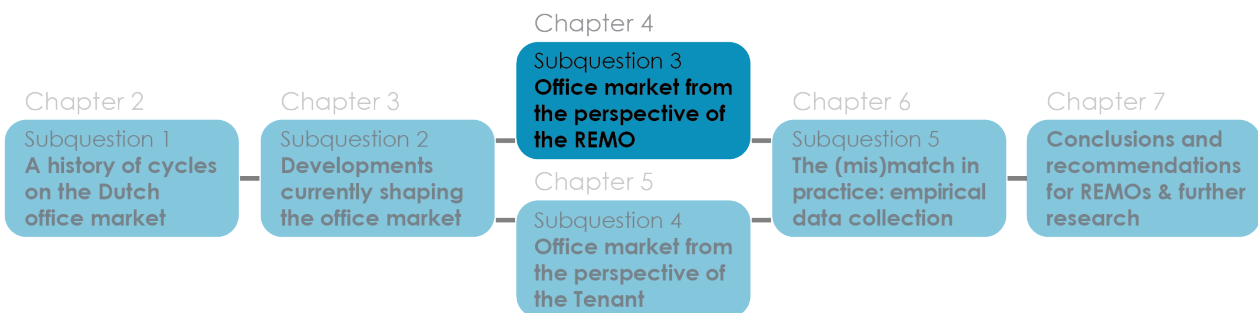 Chapter 2
Subquestion 1
A history of cycles
on the Dutch
office market
Chapter 3
Subquestion 2
Developments
currently shaping
the office market
Chapter 4
Subquestion 3
Office market from
the perspective of
the REMO
Chapter 5
Subquestion 4
Office market from
the perspective of
the Tenant
Chapter 6
Subquestion 5
The (mis)match in
practice: empirical
data collection
Chapter 7
Conclusions and
recommendations
for REMOs & further
research